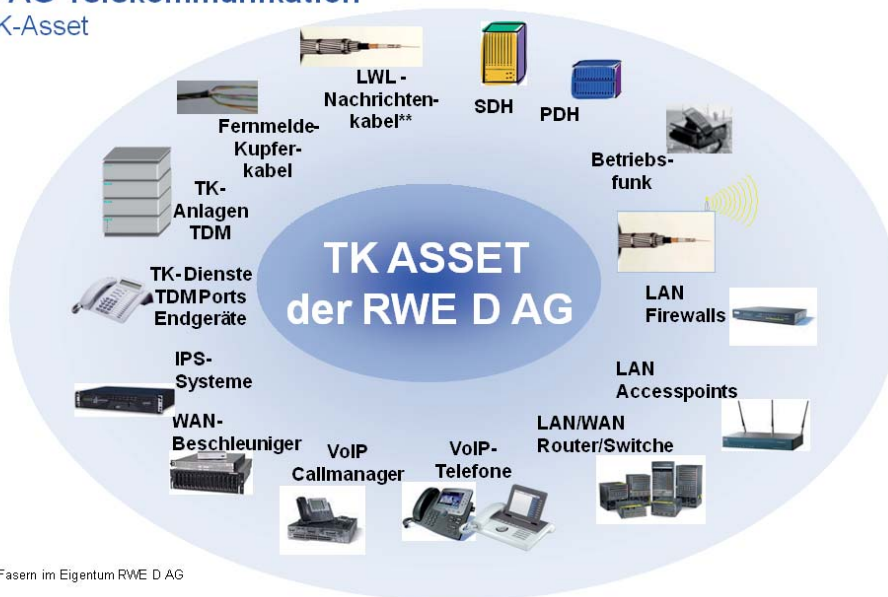 AG Telekommunikation
K-Asset
LWL -
Nachrichten-
kabel**
SDH
PDH
Fernmelde-
Kupfer-
kabel
Betriebs-
funk
TK-
Anlagen
TDM
TK ASSET
der RWE D AG
TK-Dienste
TDM Ports
Endgeräte
LAN
Firewalls
IPS-
Systeme
LAN
Accesspoints
WAN-
Beschleuniger
LAN/WAN
Router/Switche
VoIP
Callmanager
VoIP-
Telefone
Fasern im Eigentum RWE D AG